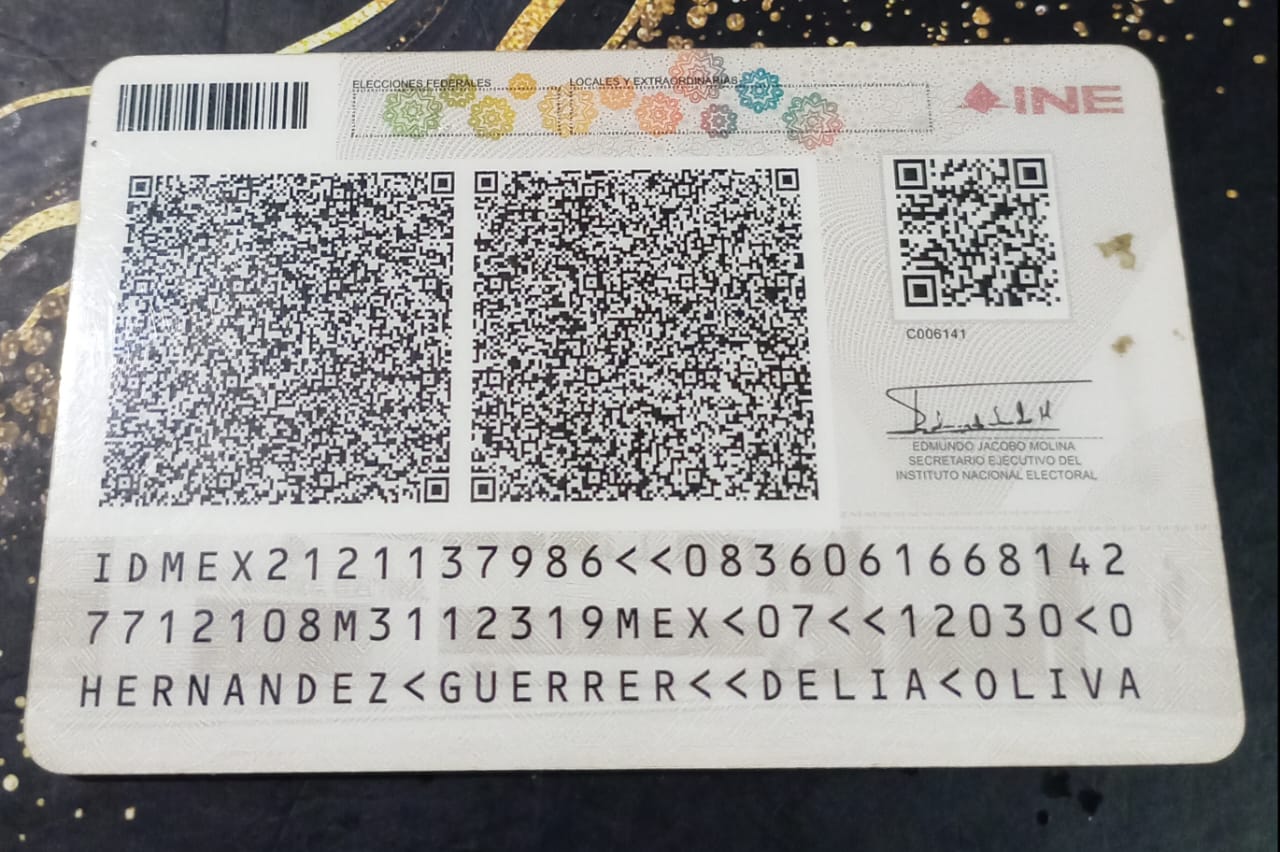 ELECCIONES FEDERALES LOCALES Y EXTRAORDINARIAS
INE
C006141
EDMUNDO JACOBO MOLINA
SECRETARIO EJECUTIVO DEL
INSTITUTO NACIONAL ELECTORAL
IDMEX2121137986<<0836061668142
7712108M3112319MEX<07<<12030<0
HERNANDEZ<GUERRER<<DELIA<OLIVA